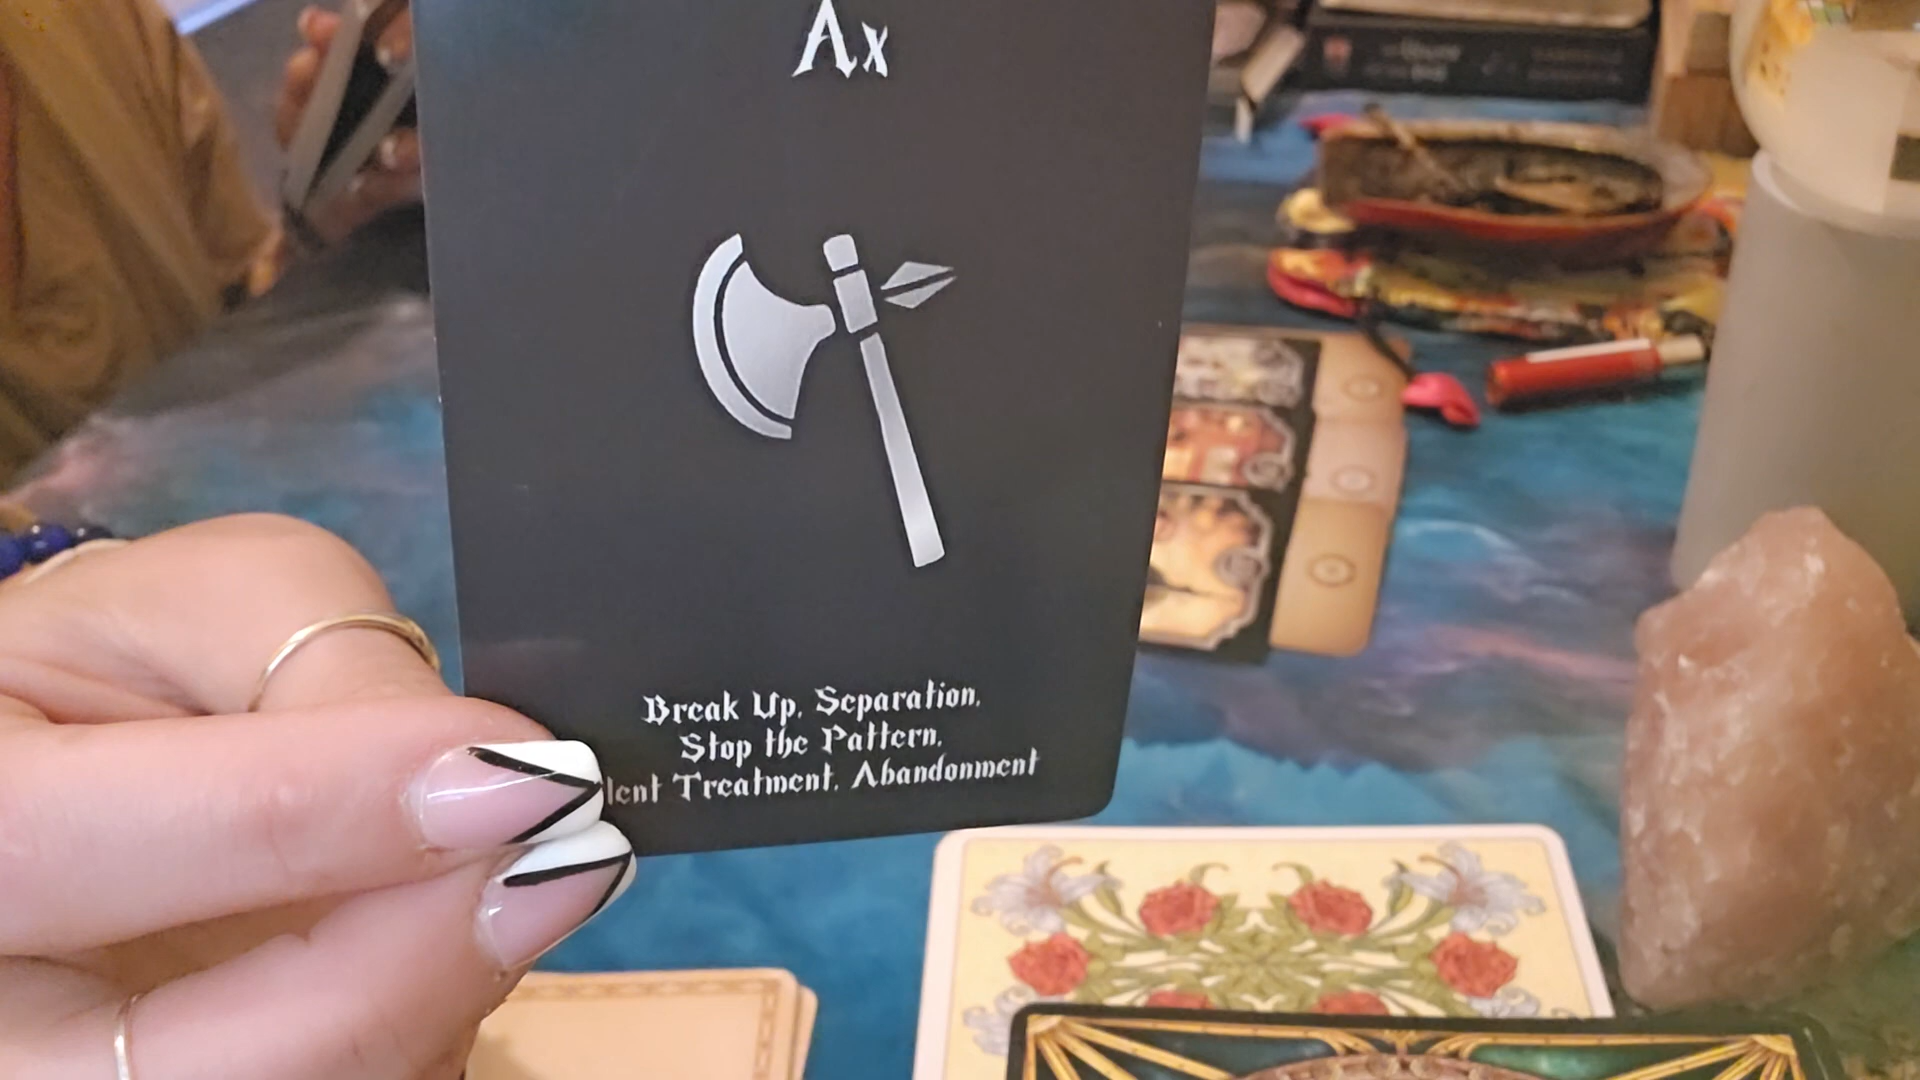 Ax
Break Up, Separation,
Stop the Pattern,
lent Treatment, Abandonment